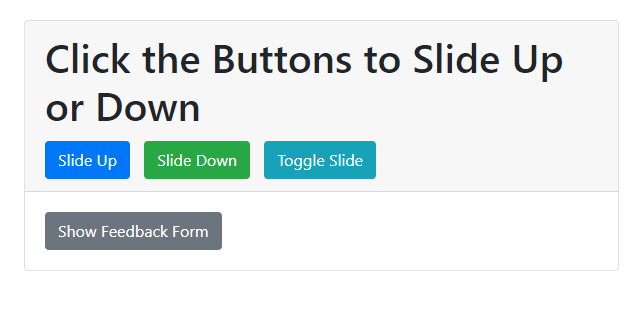 Click the Buttons to Slide Up
or Down
Slide Up
Slide Down
Toggle Slide
Show Feedback Form